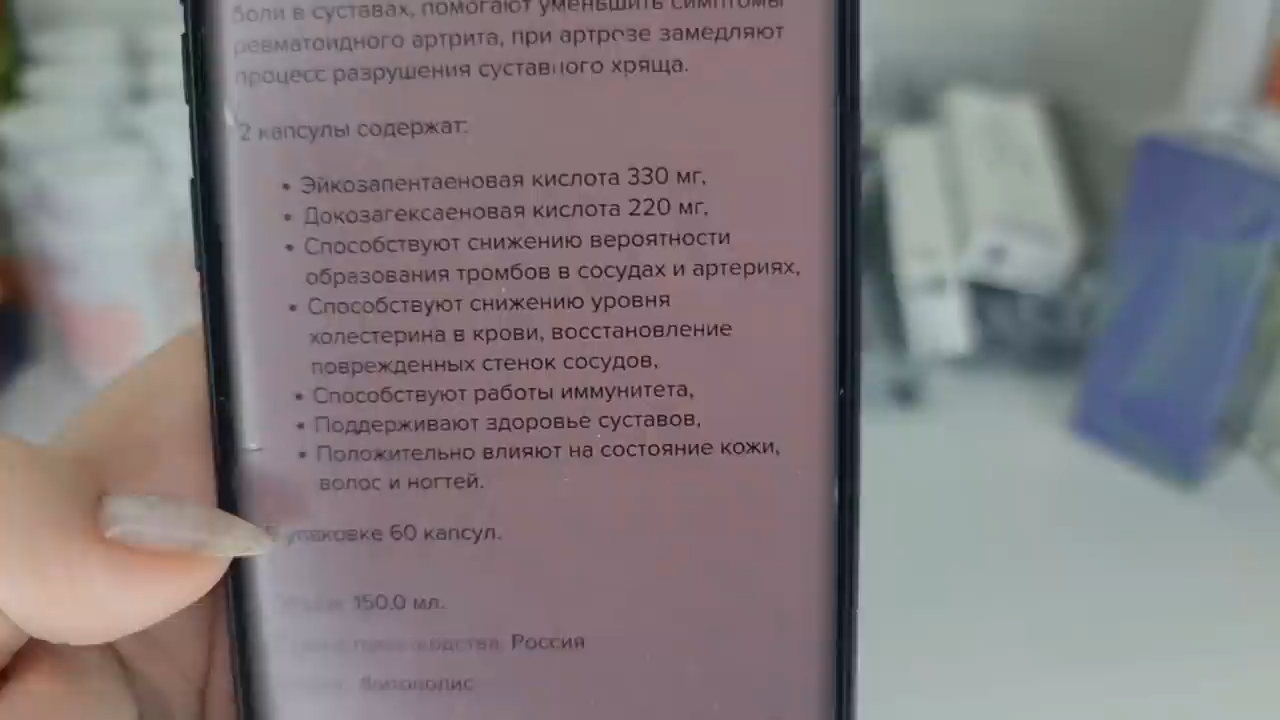 боли в суставах, помогают уменьшить симптомы
ревматоидного артрита, при артрозе замедляют
процесс разрушения суставного хряща.
2 капсулы содержат:
• Эйкозапентаеновая кислота 330 мг,
• Докозагексаеновая кислота 220 мг,
• Способствуют снижению вероятности
образования тромбов в сосудах и артериях,
• Способствуют снижению уровня
холестерина в крови, восстановление
поврежденных стенок сосудов,
• Способствуют работы иммунитета,
• Поддерживают здоровье суставов,
• Положительно влияют на состояние кожи,
волос и ногтей.
В упаковке 60 капсул.
150.0 мл.
производства: Россия